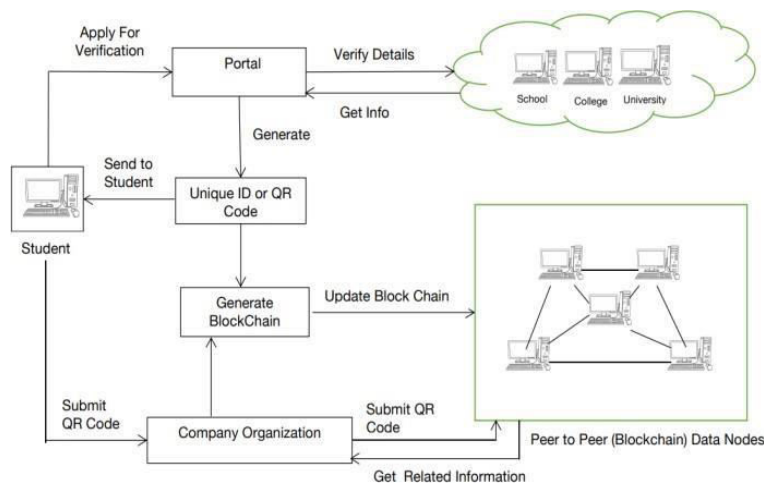 Apply For
Verification
Portal
Verify Details
School
College
University
Get Info
Generate
Send to
Student
Unique ID or QR
Code
Student
Generate
BlockChain
Update Block Chain
Submit
QR Code
Company Organization
Submit QR
Code
Peer to Peer (Blockchain) Data Nodes
Get Related Information